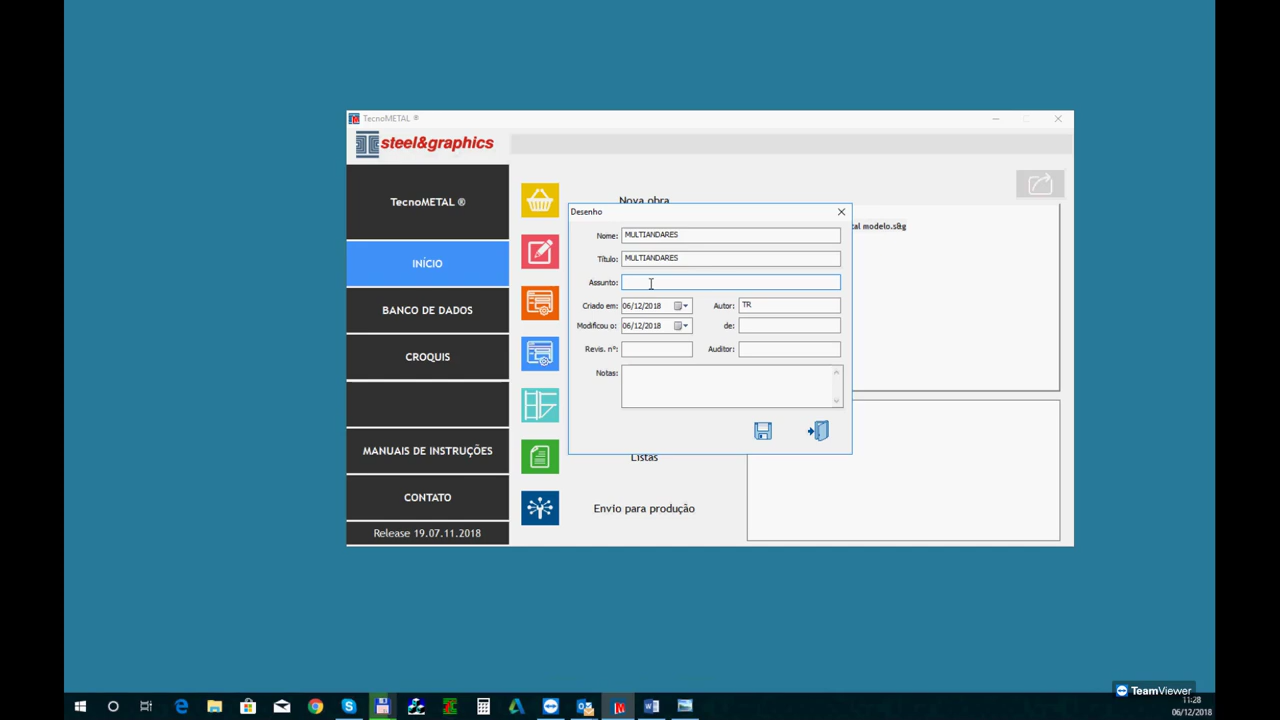 TecnoMETAL ®
steel&graphics
TecnoMETAL ®
INÍCIO
BANCO DE DADOS
CROQUIS
MANUAIS DE INSTRUÇÕES
CONTATO
Release 19.07.11.2018
Nova obra
modelo.s&g
Desenho
Nome: MULTIANDARES
Título: MULTIANDARES
Assunto:
Criado em: 06/12/2018 Autor: TR
Modificou o: 06/12/2018 de:
Revis. nº: Auditor:
Notas:
Listas
Envio para produção
TeamViewer
11:28
06/12/2018